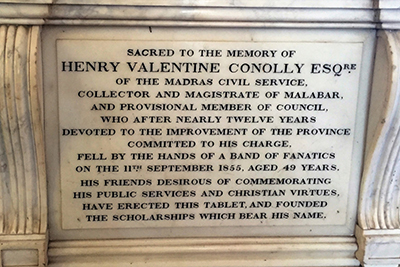 SACRED TO THE MEMORY OF
HENRY VALENTINE CONOLLY ESQRE
OF THE MADRAS CIVIL SERVICE,
COLLECTOR AND MAGISTRATE OF MALABAR,
AND PROVISIONAL MEMBER OF COUNCIL,
WHO AFTER NEARLY TWELVE YEARS
DEVOTED TO THE IMPROVEMENT OF THE PROVINCE
COMMITTED TO HIS CHARGE,
FELL BY THE HANDS OF A BAND OF FANATICS
ON THE 11TH SEPTEMBER 1855, AGED 49 YEARS.
HIS FRIENDS DESIROUS OF COMMEMORATING
HIS PUBLIC SERVICES AND CHRISTIAN VIRTUES,
HAVE ERECTED THIS TABLET, AND FOUNDED
THE SCHOLARSHIPS WHICH BEAR HIS NAME.